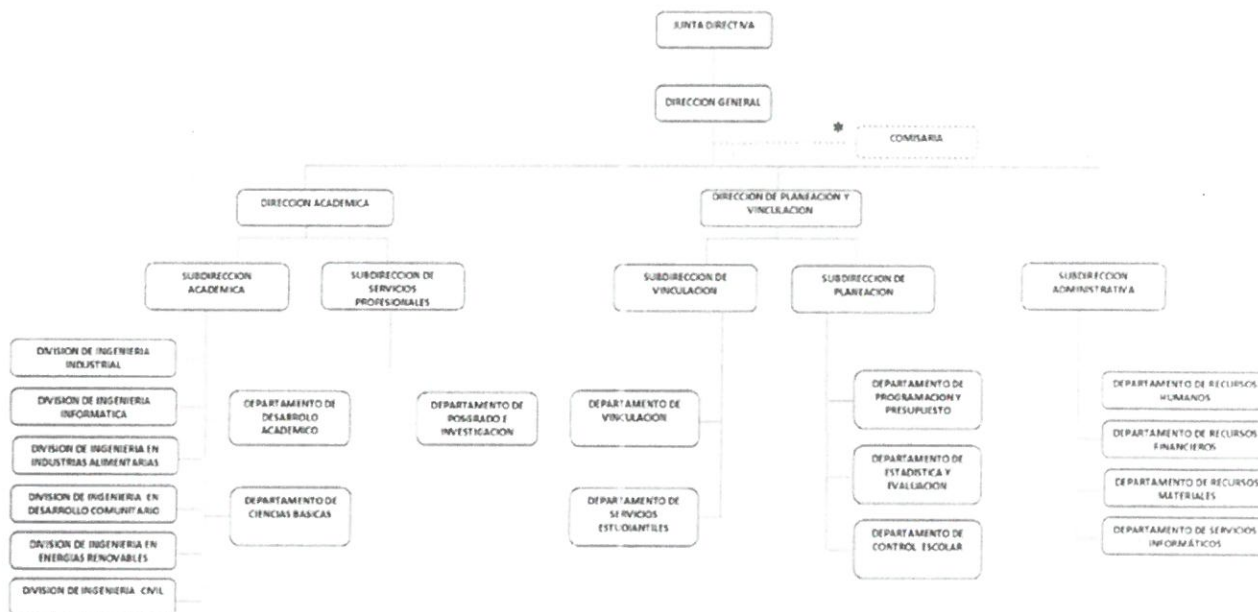 JUNTA DIRECTIVA
DIRECCION GENERAL
*
COMISARIA
DIRECCION ACADEMICA
DIRECCION DE PLANEACION Y
VINCULACION
SUBDIRECCION
ACADEMICA
SUBDIRECCION DE
SERVICIOS
PROFESIONALES
SUBDIRECCION DE
VINCULACION
SUBDIRECCION DE
PLANEACION
SUBDIRECCION
ADMINISTRATIVA
DIVISION DE INGENIERIA
INDUSTRIAL
DIVISION DE INGENIERIA
INFORMATICA
DIVISION DE INGENIERIA EN
INDUSTRIAS ALIMENTARIAS
DIVISION DE INGENIERIA EN
DESARROLLO COMUNITARIO
DIVISION DE INGENIERIA EN
ENERGIAS RENOVABLES
DIVISION DE INGENIERIA CIVIL
DEPARTAMENTO DE
DESARROLO
ACADEMICO
DEPARTAMENTO DE
CIENCIAS BASICAS
DEPARTAMENTO DE
POSGRADO E
INVESTIGACION
DEPARTAMENTO DE
VINCULACION
DEPARTAMENTO DE
SERVICIOS
ESTUDIANTILES
DEPARTAMENTO DE
PROGRAMACION Y
PRESUPUESTO
DEPARTAMENTO DE
ESTADISTICA Y
EVALUACION
DEPARTAMENTO DE
CONTROL ESCOLAR
DEPARTAMENTO DE RECURSOS
HUMANOS
DEPARTAMENTO DE RECURSOS
FINANCIEROS
DEPARTAMENTO DE RECURSOS
MATERIALES
DEPARTAMENTO DE SERVICIOS
INFORMÁTICOS